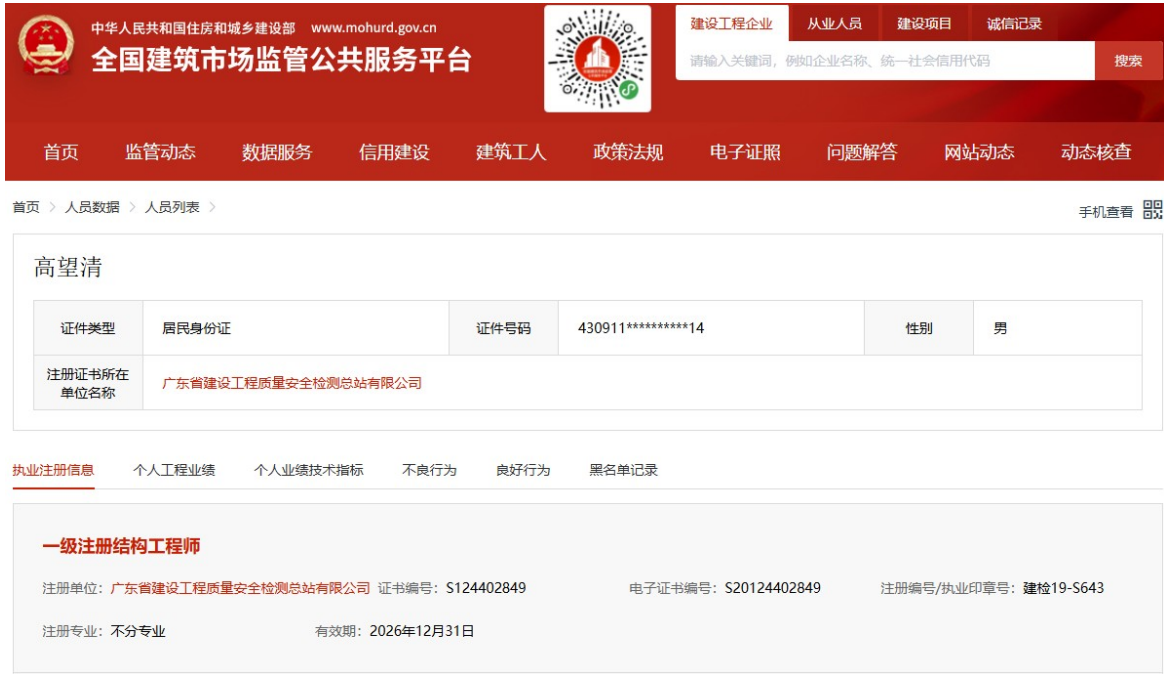 中华人民共和国住房和城乡建设部 www.mohurd.gov.cn
全国建筑市场监管公共服务平台
建设工程企业 从业人员 建设项目 诚信记录
请输入关键词，例如企业名称、统一社会信用代码 搜索
首页 监管动态 数据服务 信用建设 建筑工人 政策法规 电子证照 问题解答 网站动态 动态核查
首页 > 人员数据 > 人员列表 >
手机查看
高望清
证件类型 居民身份证 证件号码 430911**********14 性别 男
注册证书所在
单位名称
广东省建设工程质量安全检测总站有限公司
执业注册信息 个人工程业绩 个人业绩技术指标 不良行为 良好行为 黑名单记录
一级注册结构工程师
注册单位：广东省建设工程质量安全检测总站有限公司 证书编号：S124402849 电子证书编号：S20124402849 注册编号/执业印章号：建检19-S643
注册专业：不分专业 有效期：2026年12月31日